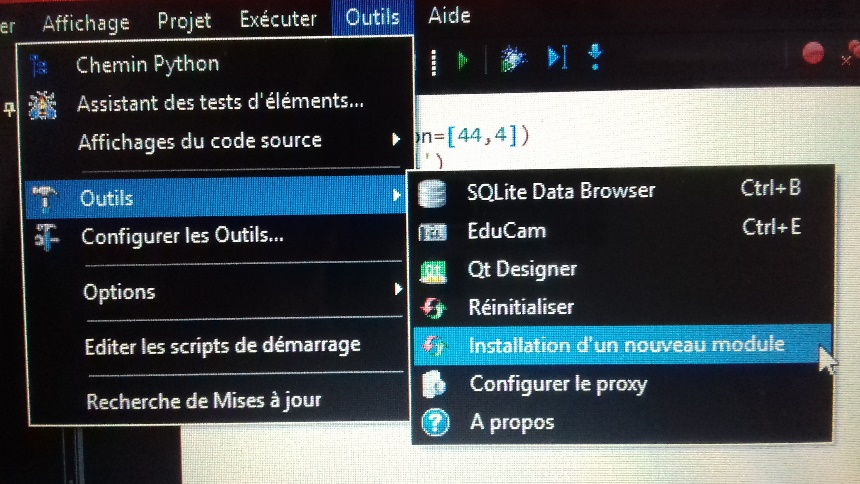 er Affichage Projet Exécuter Outils Aide
Chemin Python
Assistant des tests d'éléments...
Affichages du code source
on=[44,4])
')
Outils
Configurer les Outils...
Options
Editer les scripts de démarrage
Recherche de Mises à jour
SQLite Data Browser Ctrl+B
EduCam Ctrl+E
Qt Designer
Réinitialiser
Installation d'un nouveau module
Configurer le proxy
A propos